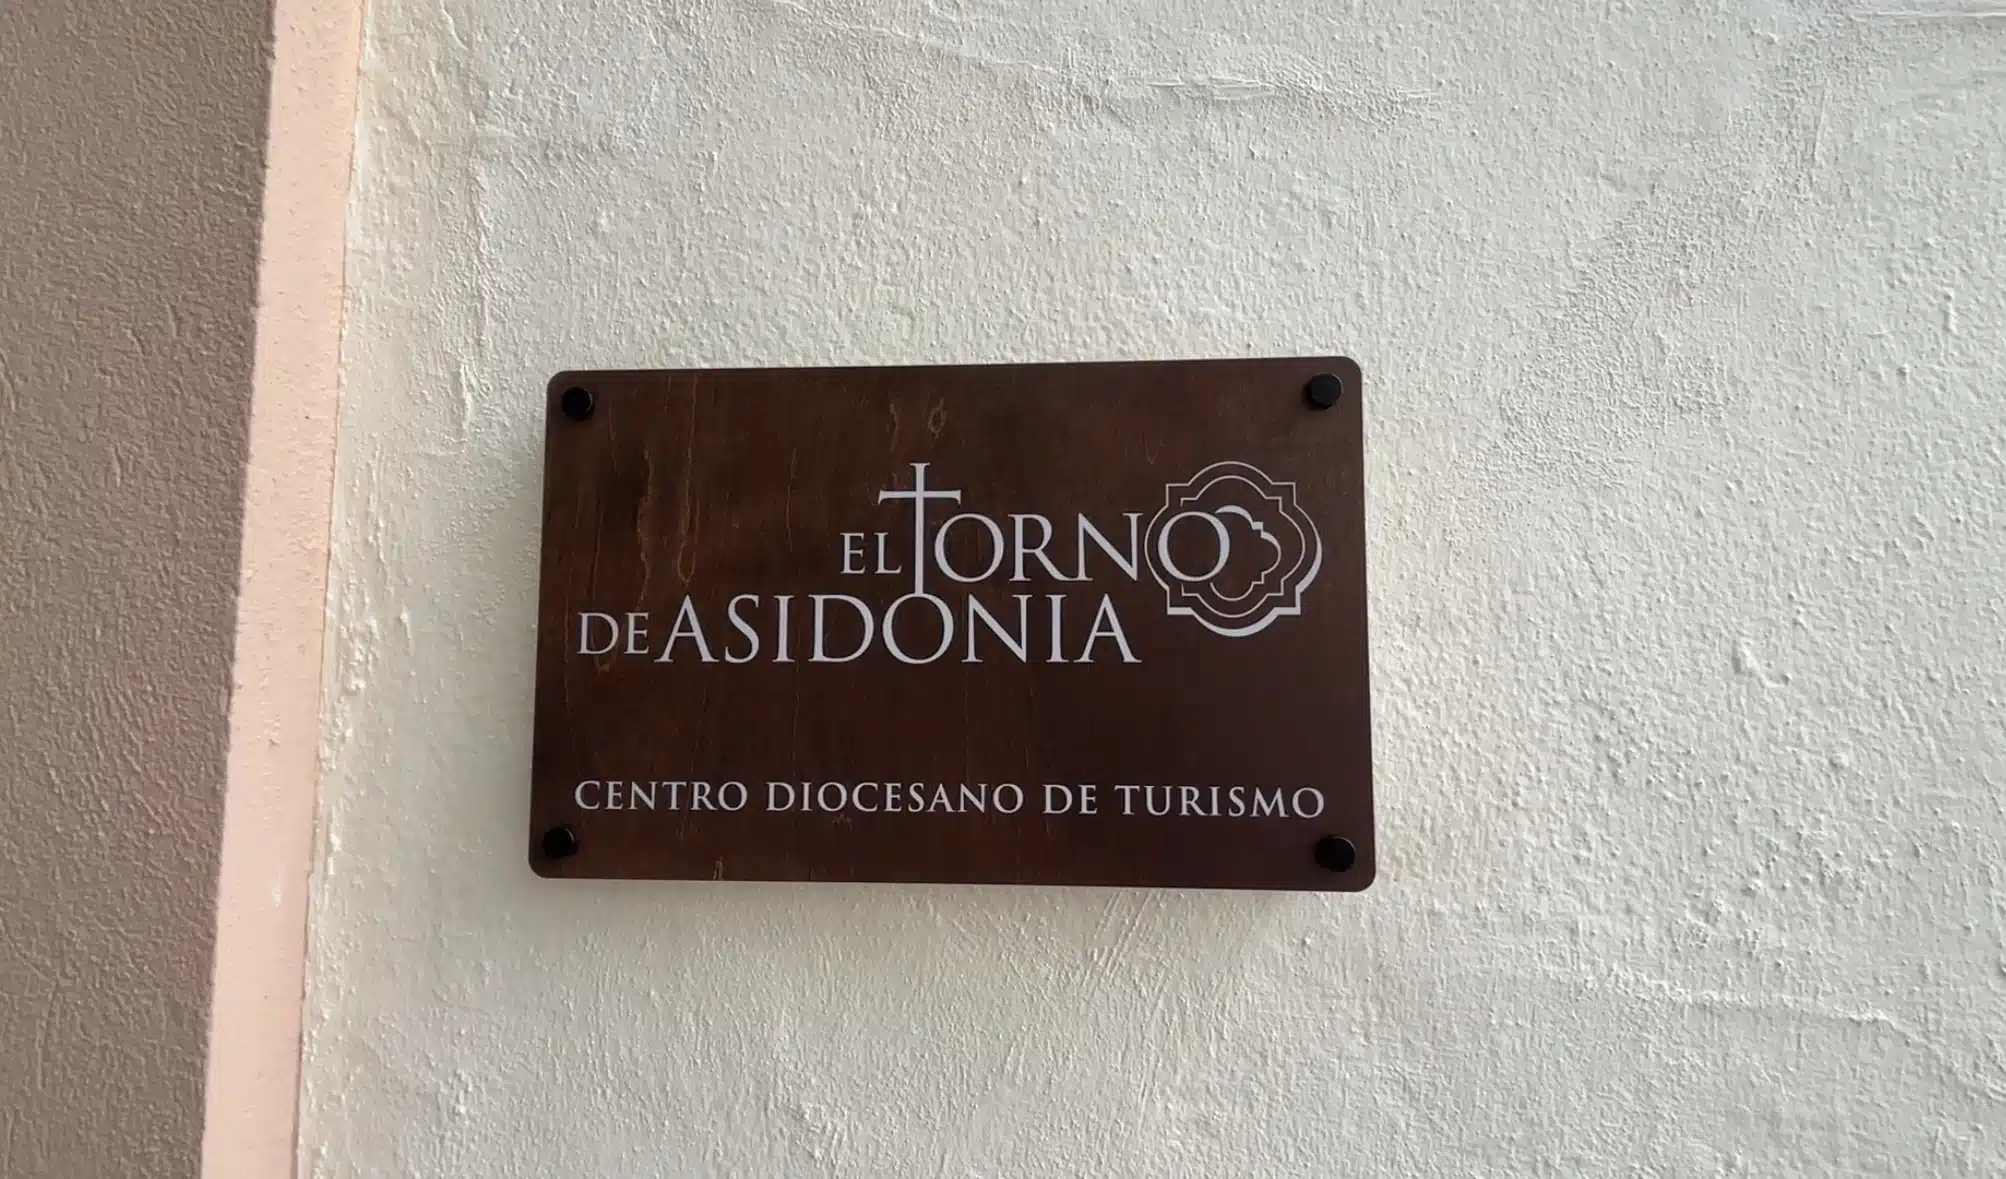 EL TORNO
DE ASIDONIA
CENTRO DIOCESANO DE TURISMO